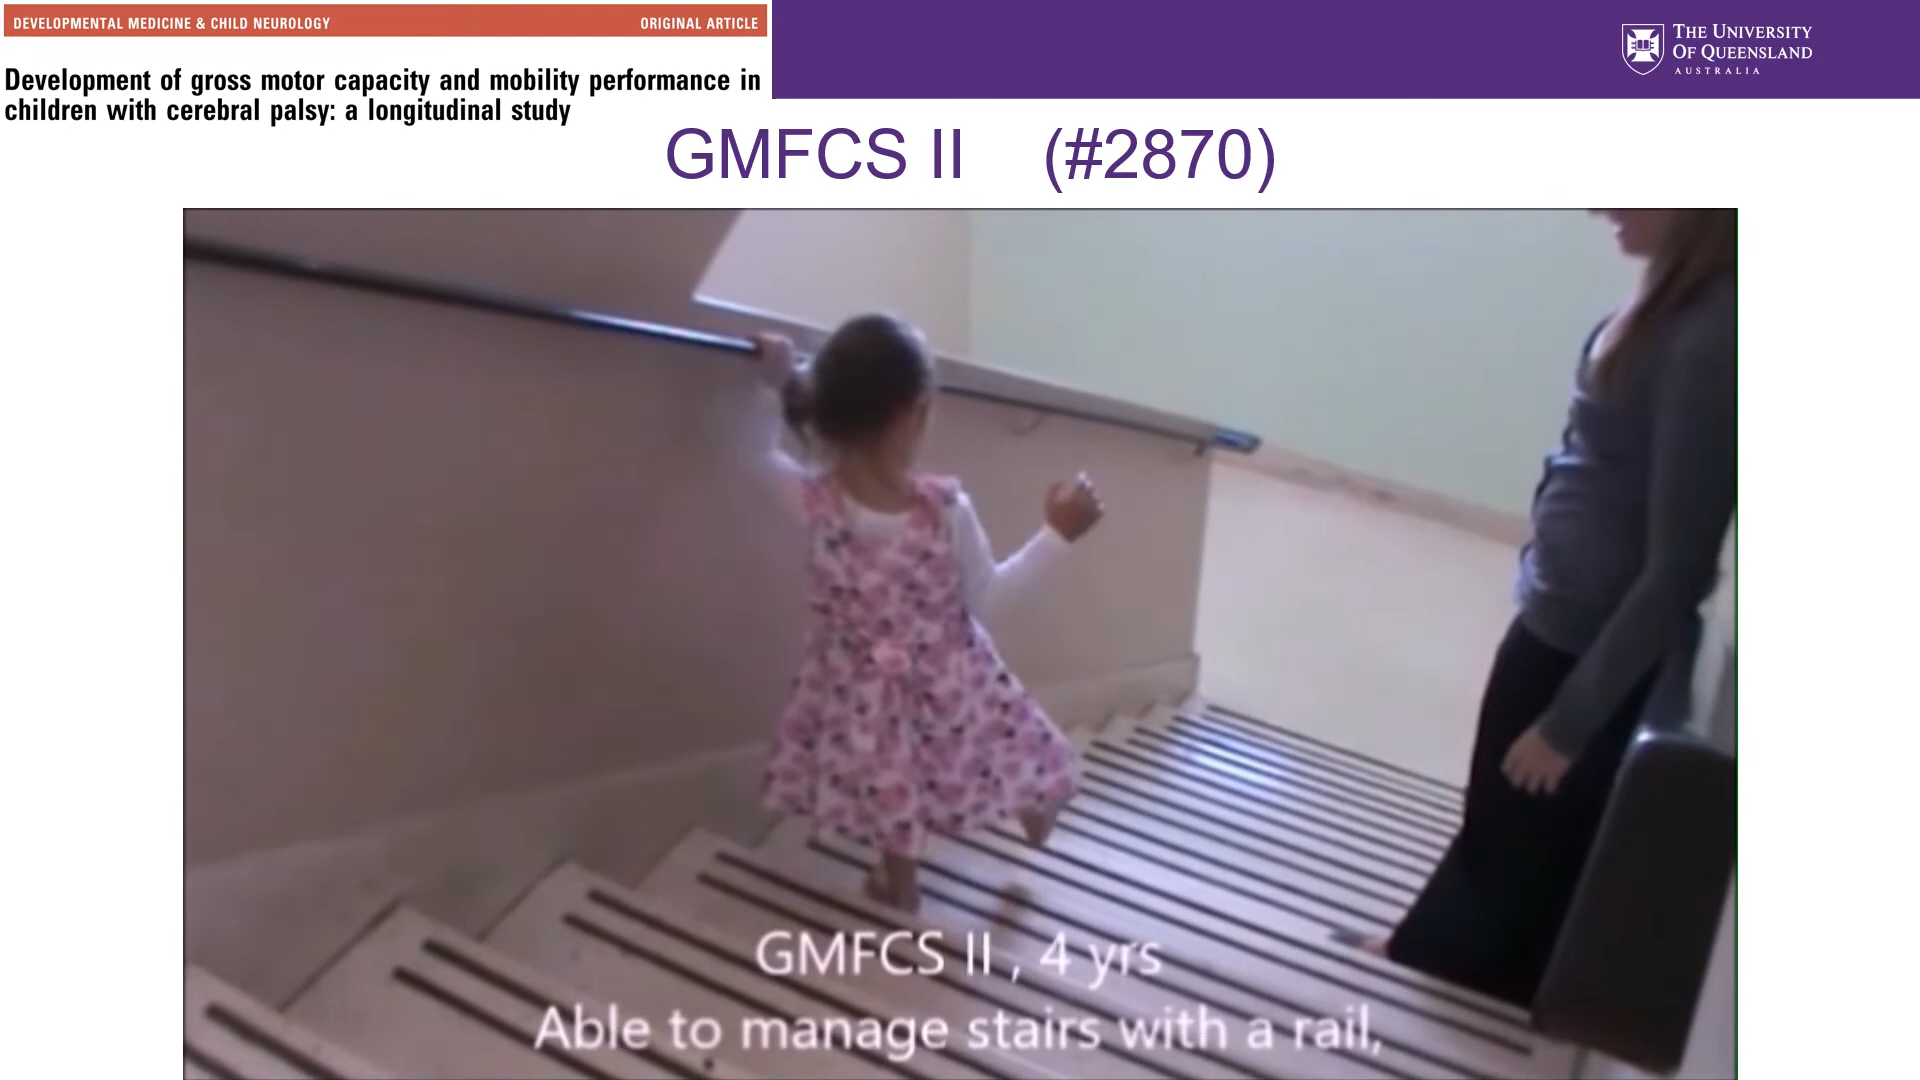 DEVELOPMENTAL MEDICINE & CHILD NEUROLOGY
ORIGINAL ARTICLE
Development of gross motor capacity and mobility performance in
children with cerebral palsy: a longitudinal study
THE UNIVERSITY
OF QUEENSLAND
AUSTRALIA
GMFCS II (#2870)
GMFCS II , 4 yrs
Able to manage stairs with a rail,